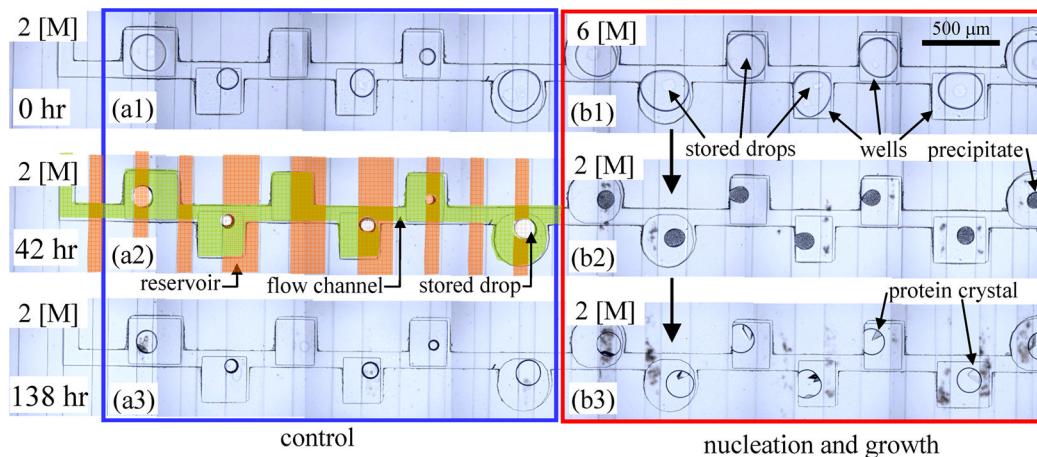 2 [M]
0 hr
(a1)
2 [M]
42 hr
(a2)
reservoir
flow channel
stored drop
2 [M]
138 hr
(a3)
control
6 [M]
500 µm
(b1)
stored drops
wells
precipitate
2 [M]
(b2)
2 [M]
protein crystal
(b3)
nucleation and growth